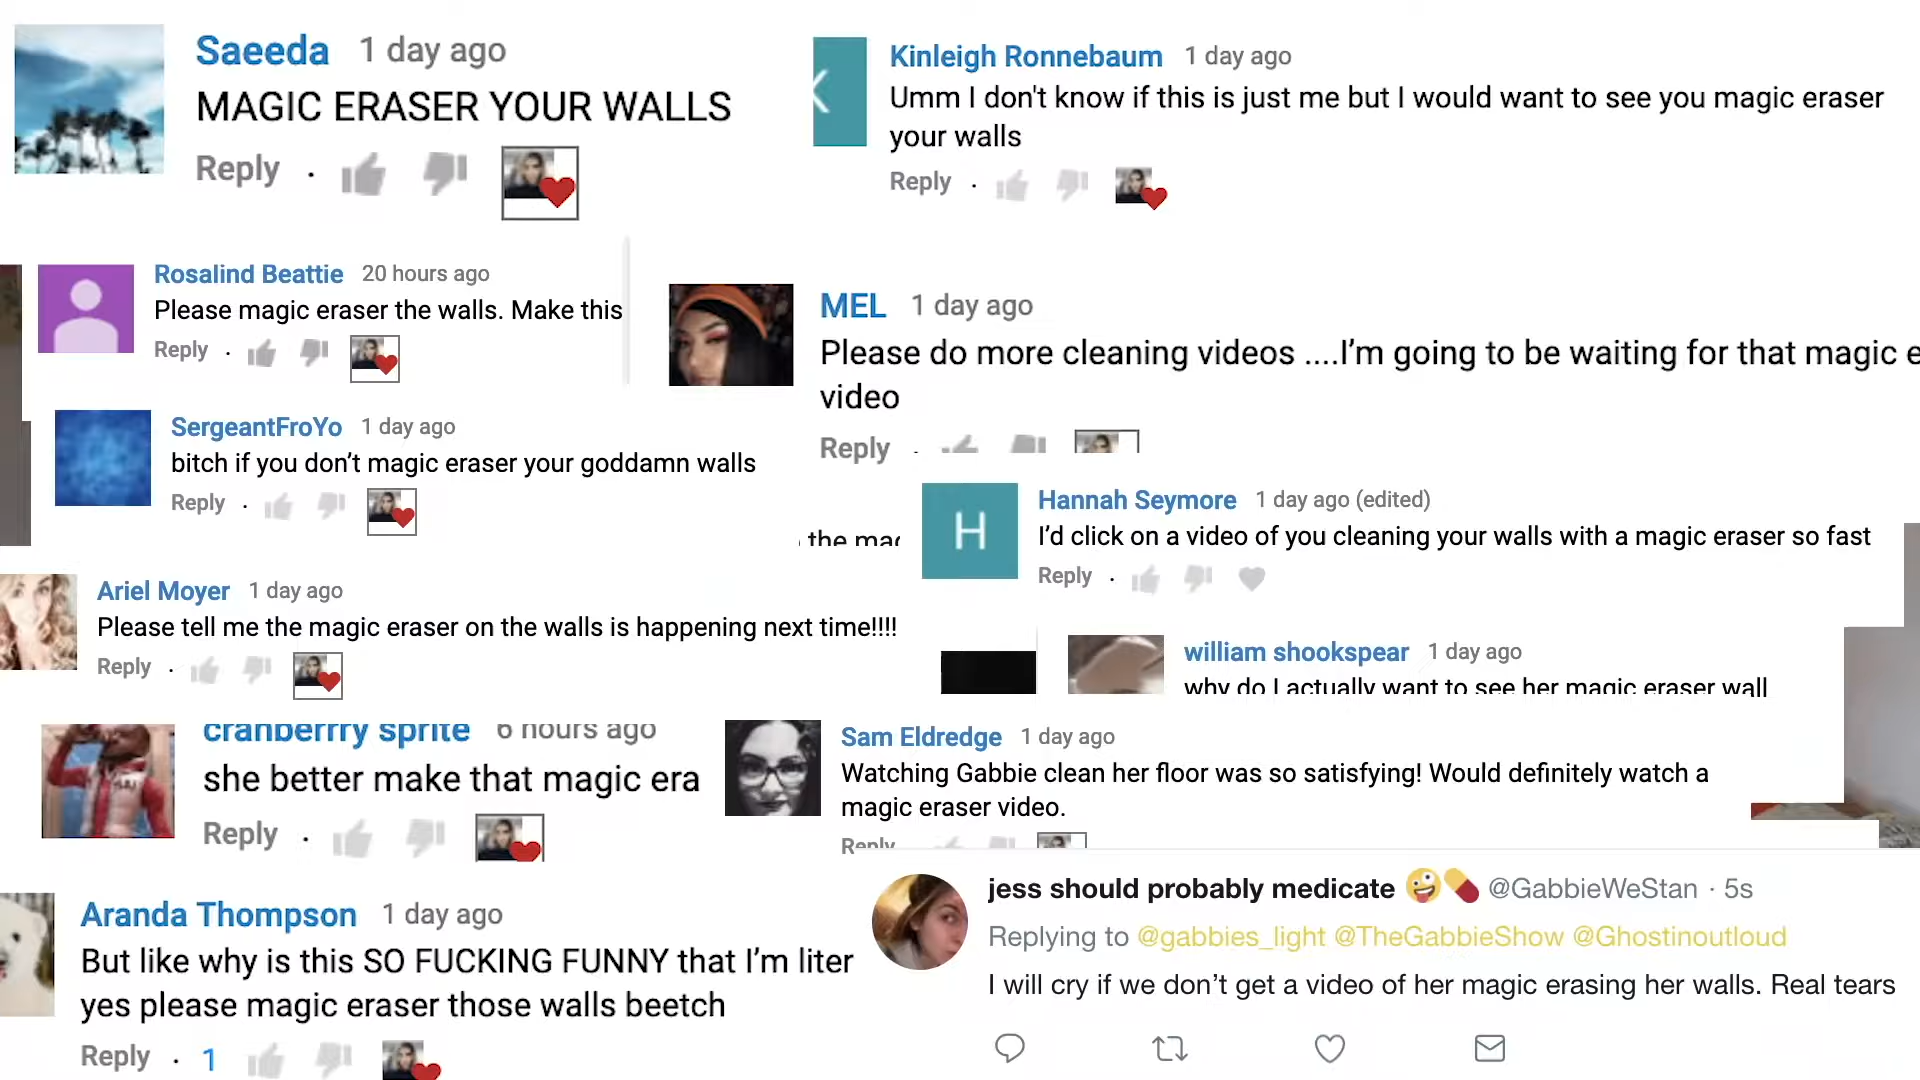 Saeeda 1 day ago
MAGIC ERASER YOUR WALLS
Reply
Kinleigh Ronnebaum 1 day ago
Umm I don't know if this is just me but I would want to see you magic eraser
your walls
Reply
Rosalind Beattie 20 hours ago
Please magic eraser the walls. Make this
Reply
MEL 1 day ago
Please do more cleaning videos ....I’m going to be waiting for that magic e
video
Reply
SergeantFroYo 1 day ago
bitch if you don’t magic eraser your goddamn walls
Reply
the mag
H
Hannah Seymore 1 day ago (edited)
I’d click on a video of you cleaning your walls with a magic eraser so fast
Reply
Ariel Moyer 1 day ago
Please tell me the magic eraser on the walls is happening next time!!!!
Reply
william shookspear 1 day ago
why do I actually want to see her magic eraser wall
cranberrry sprite 6 hours ago
she better make that magic era
Reply
Sam Eldredge 1 day ago
Watching Gabbie clean her floor was so satisfying! Would definitely watch a
magic eraser video.
Reply
Aranda Thompson 1 day ago
But like why is this SO FUCKING FUNNY that I’m liter
yes please magic eraser those walls beetch
Reply · 1
jess should probably medicate 🤪💊 @GabbieWeStan · 5s
Replying to @gabbies_light @TheGabbieShow @Ghostinoutloud
I will cry if we don’t get a video of her magic erasing her walls. Real tears